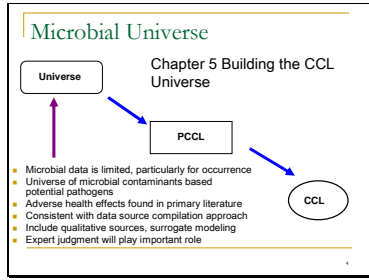 Microbial Universe
Universe
Chapter 5 Building the CCL
Universe
PCCL
CCL
Microbial data is limited, particularly for occurrence
Universe of microbial contaminants based
potential pathogens
Adverse health effects found in primary literature
Consistent with data source compilation approach
Include qualitative sources, surrogate modeling
Expert judgment will play important role
4